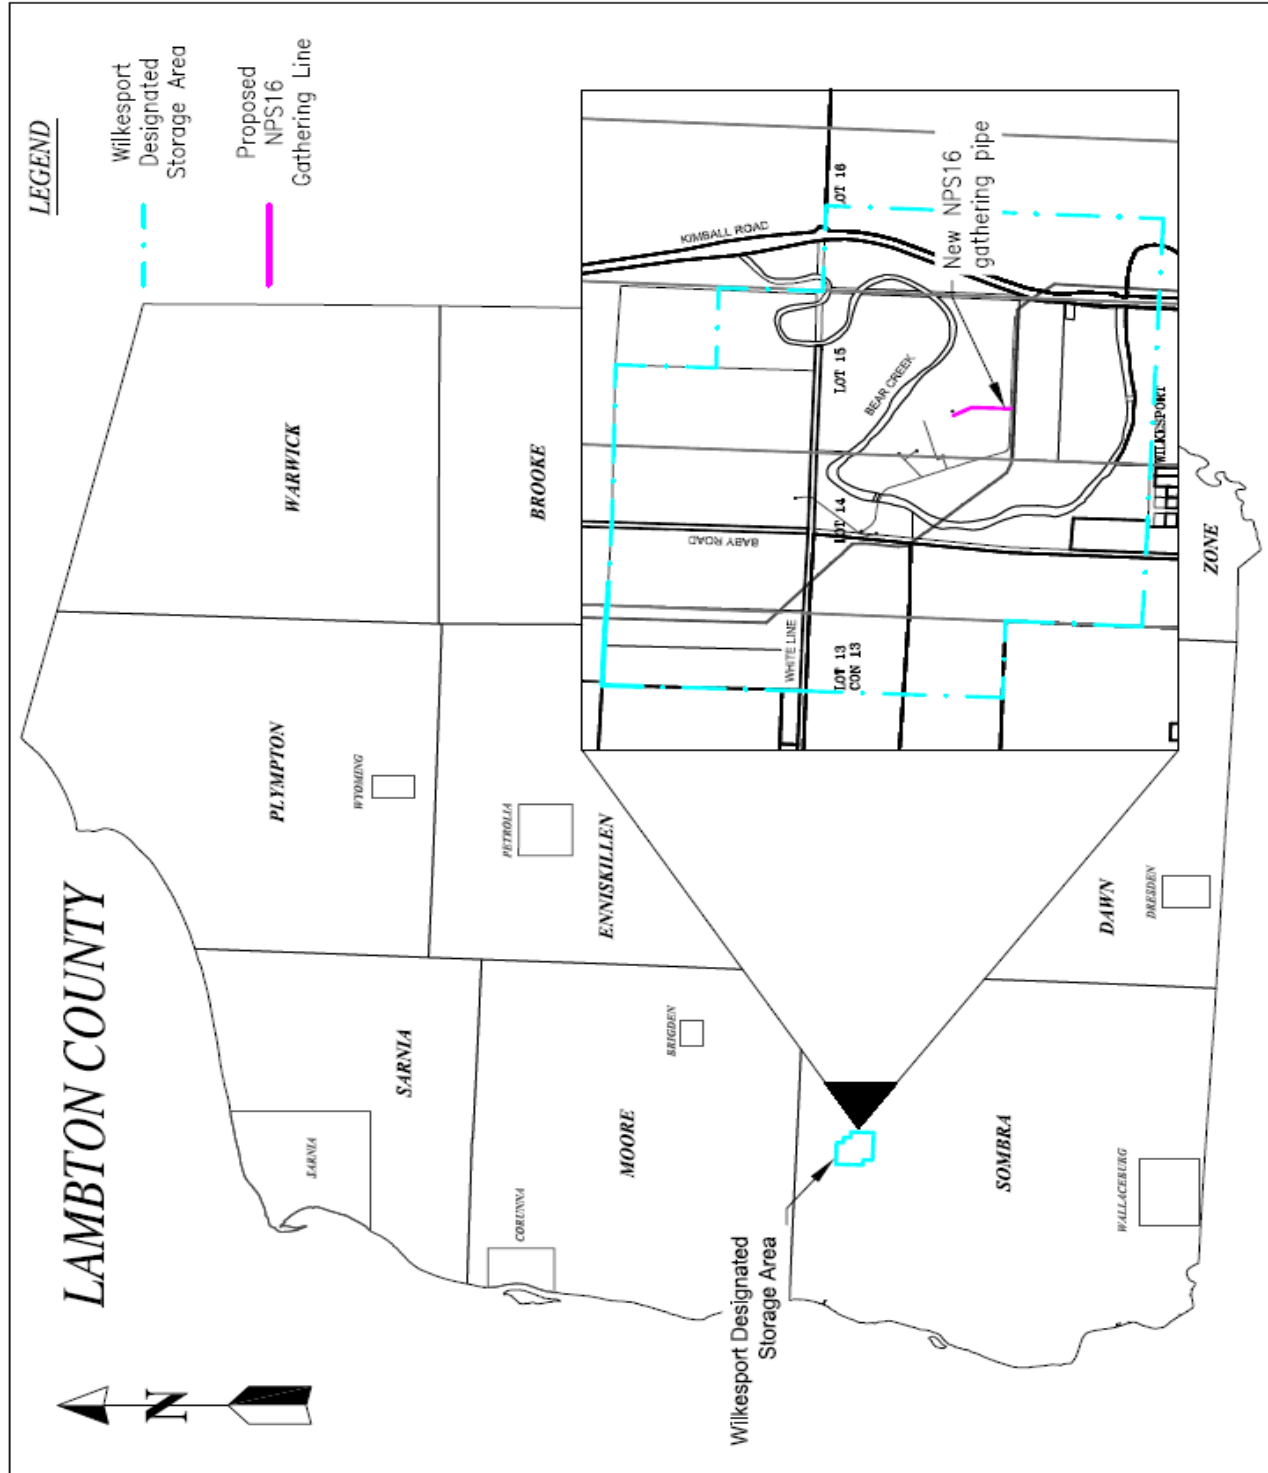 LAMBTON COUNTY
N
LEGEND
Wilkesport
Designated
Storage Area
Proposed
NPS16
Gathering Line
WARWICK
BROOKE
PLYMPTON
WYOMING
PETROLIA
ENNISKILLEN
SARNIA
SARNIA
CORUNNA
MOORE
BRIGDEN
SOMBRA
WALLACEBURG
DAWN
DRESDEN
ZONE
Wilkesport Designated
Storage Area
KIMBALL ROAD
LOT 16
LOT 15
BEAR CREEK
LOT 14
BABY ROAD
WHITE LINE
LOT 13
CON 13
New NPS16
gathering pipe
WILKESPORT